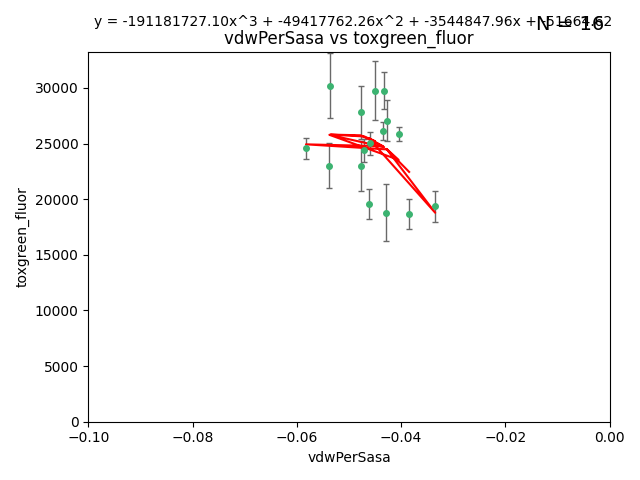 y = -191181727.10x^3 + -49417762.26x^2 + -3544847.96x + -51664.62
N = 16
vdwPerSasa vs toxgreen_fluor
30000
25000
20000
15000
10000
5000
0
toxgreen_fluor
−0.10 −0.08 −0.06 −0.04 −0.02 0.00
vdwPerSasa